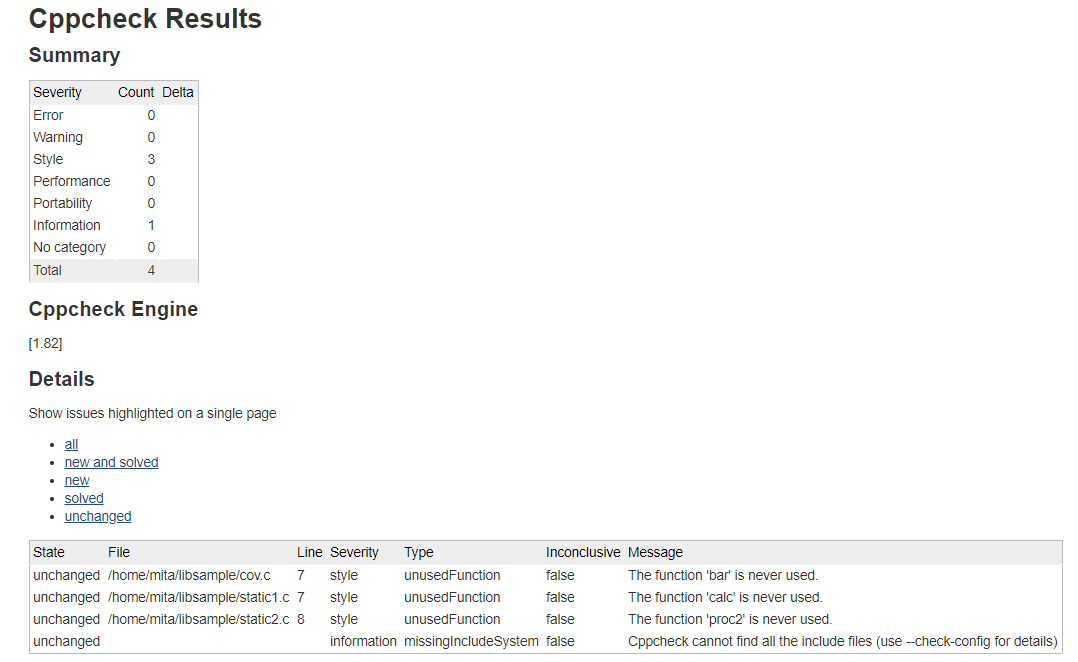 Cppcheck Results
Summary
Severity Count Delta
Error 0
Warning 0
Style 3
Performance 0
Portability 0
Information 1
No category 0
Total 4
Cppcheck Engine
[1.82]
Details
Show issues highlighted on a single page
• all
• new and solved
• new
• solved
• unchanged
State File Line Severity Type Inconclusive Message
unchanged /home/mita/libsample/cov.c 7 style unusedFunction false The function 'bar' is never used.
unchanged /home/mita/libsample/static1.c 7 style unusedFunction false The function 'calc' is never used.
unchanged /home/mita/libsample/static2.c 8 style unusedFunction false The function 'proc2' is never used.
unchanged information missingIncludeSystem false Cppcheck cannot find all the include files (use --check-config for details)